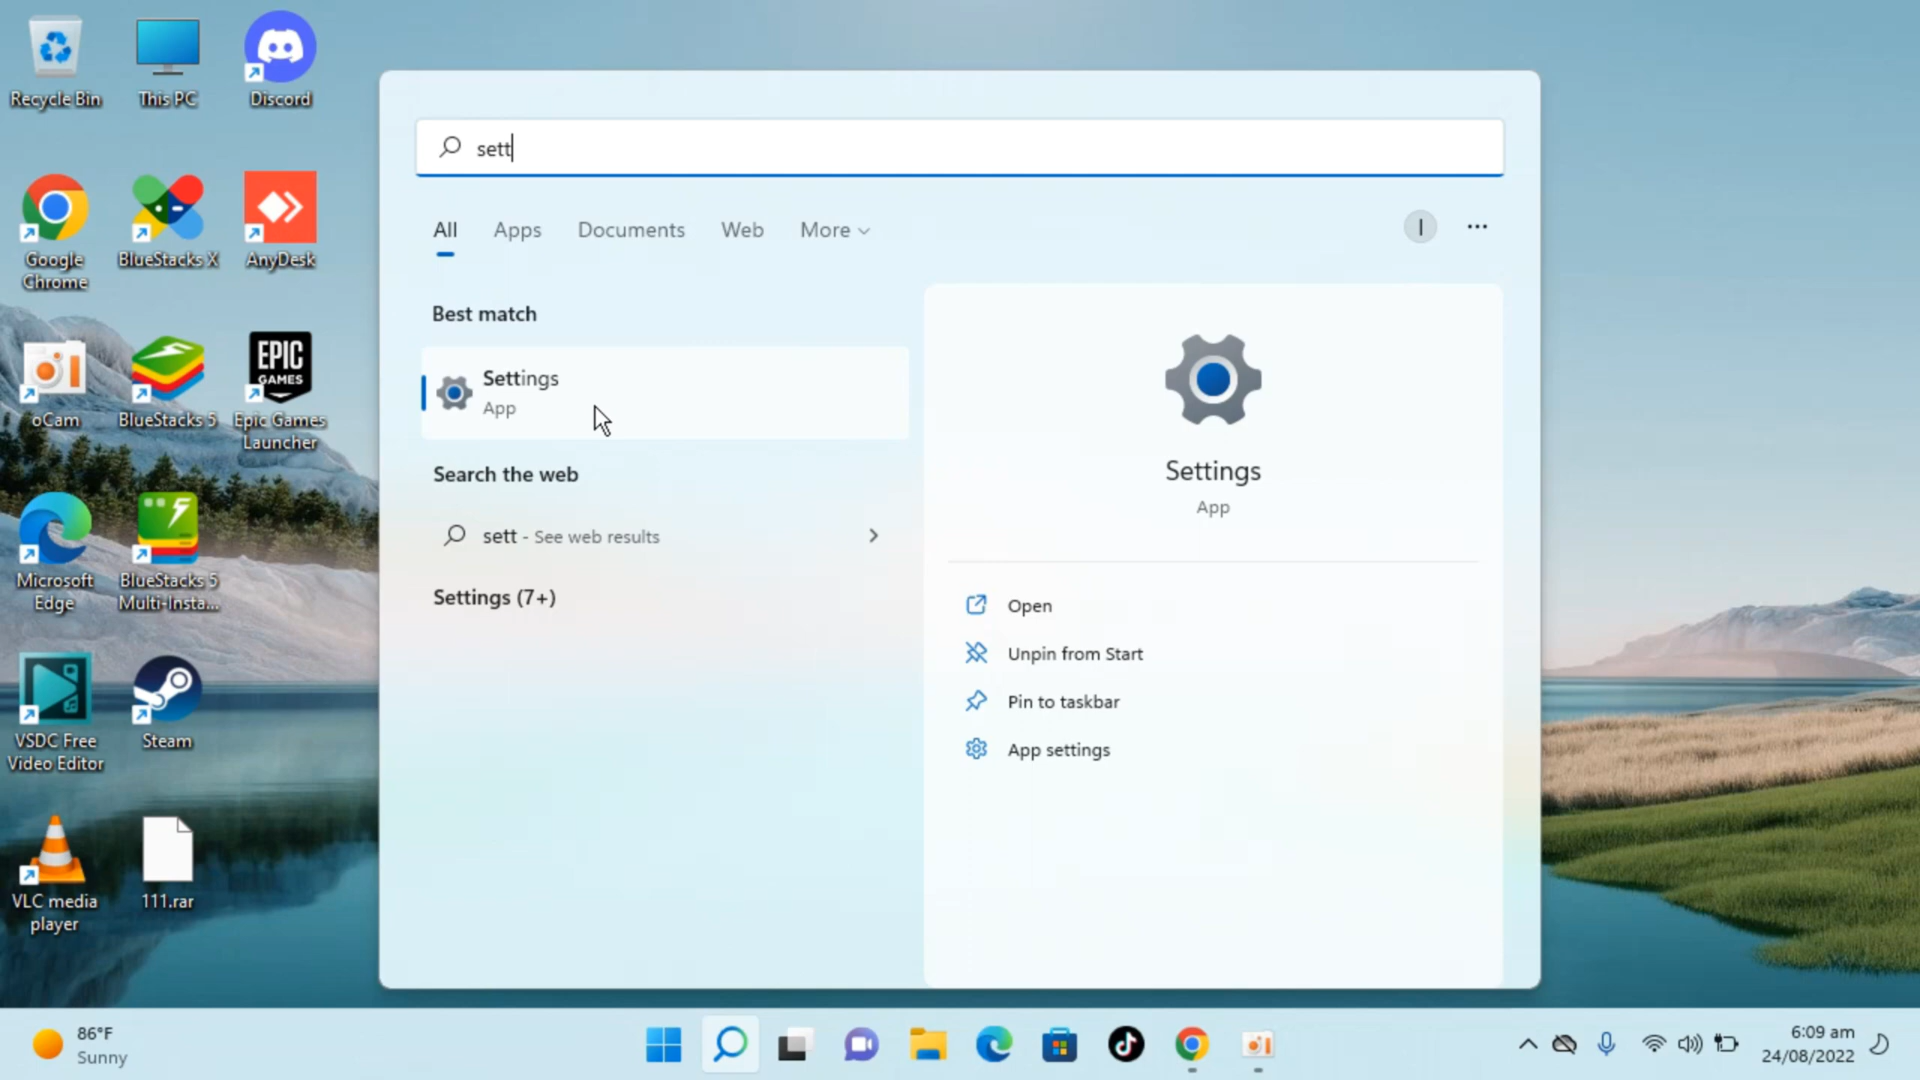 Recycle Bin
This PC
Discord
Google
Chrome
BlueStacks X
AnyDesk
oCam
BlueStacks 5
EPIC
GAMES
Epic Games
Launcher
Microsoft
Edge
BlueStacks 5
Multi-Insta...
VSDC Free
Video Editor
Steam
VLC media
player
111.rar
sett
All
Apps
Documents
Web
More
I
...
Best match
Settings
App
Search the web
sett - See web results
Settings (7+)
Settings
App
Open
Unpin from Start
Pin to taskbar
App settings
86°F
Sunny
6:09 am
24/08/2022